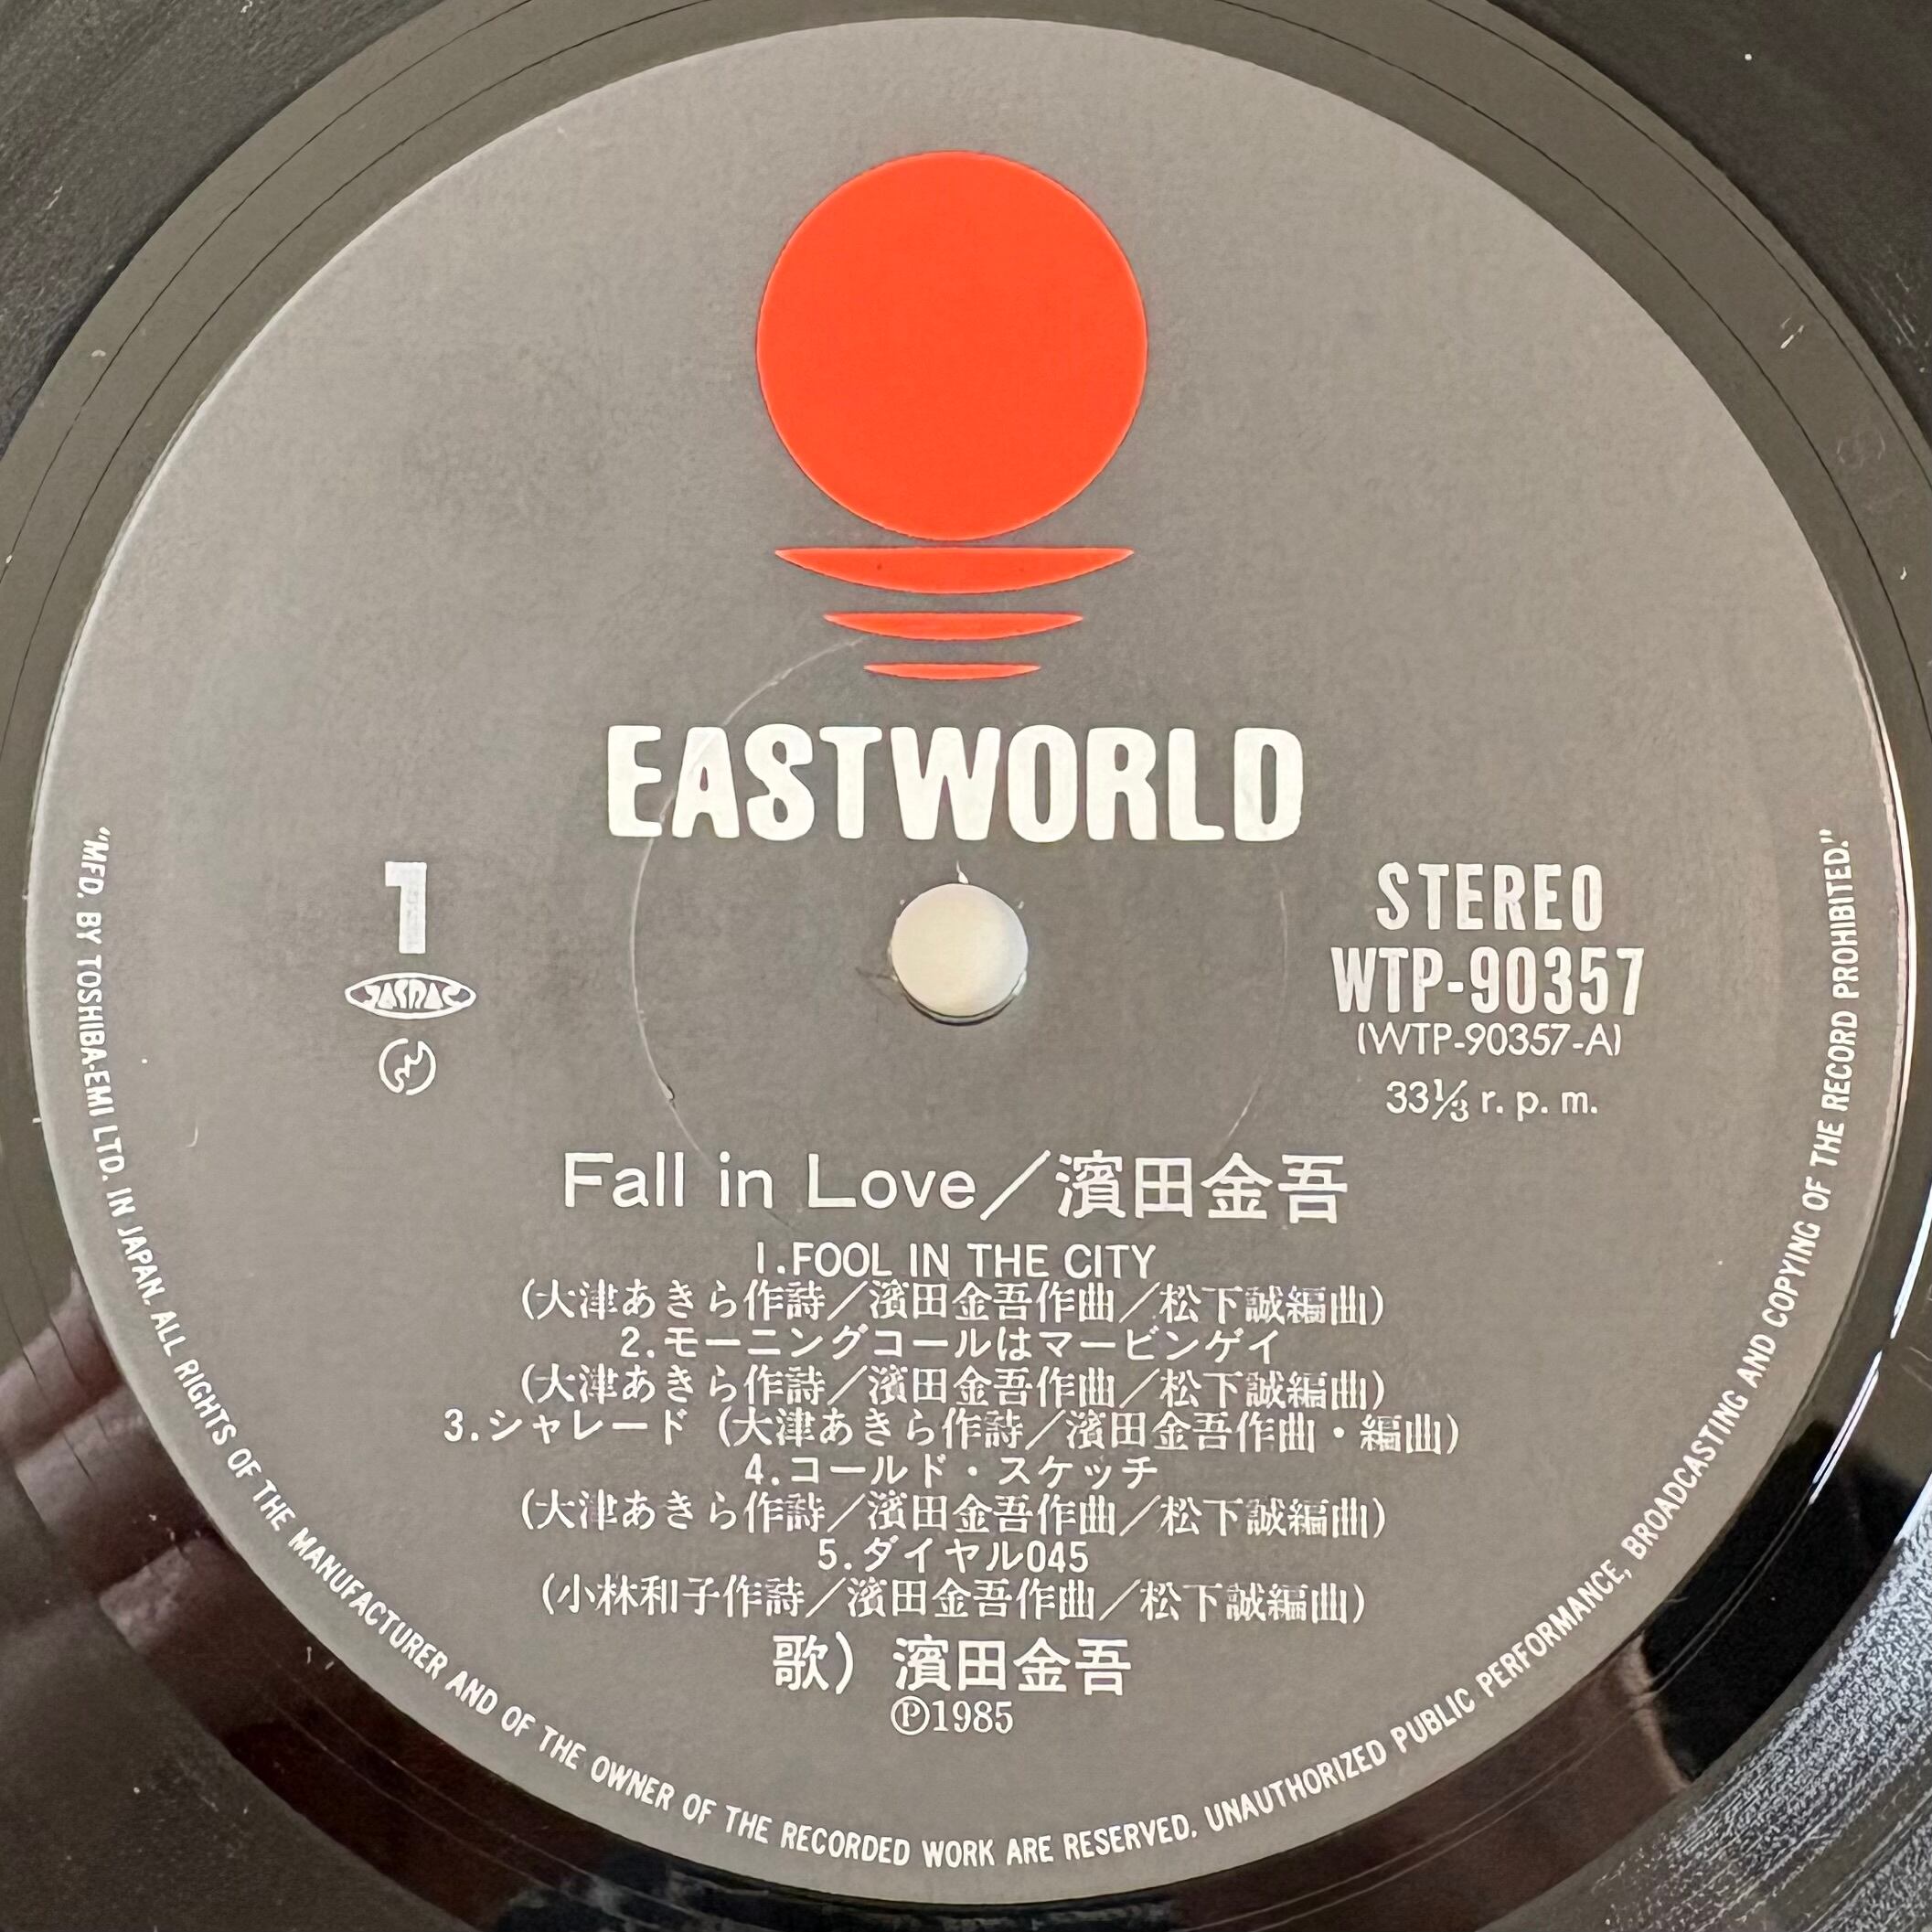 EASTWORLD
1
JASRAC
STEREO
WTP-90357
(WTP-90357-A)
33⅓ r. p. m.
Fall in Love／濱田金吾
1.FOOL IN THE CITY
(大津あきら作詩／濱田金吾作曲／松下誠編曲)
2.モーニングコールはマービンゲイ
(大津あきら作詩／濱田金吾作曲／松下誠編曲)
3.シャレード (大津あきら作詩／濱田金吾作曲・編曲)
4.コールド・スケッチ
(大津あきら作詩／濱田金吾作曲／松下誠編曲)
5.ダイヤル045
(小林和子作詩／濱田金吾作曲／松下誠編曲)
歌) 濱田金吾
Ⓟ1985
"MFD. BY TOSHIBA-EMI LTD. IN JAPAN. ALL RIGHTS OF THE MANUFACTURER AND OF THE OWNER OF THE RECORDED WORK ARE RESERVED. UNAUTHORIZED PUBLIC PERFORMANCE, BROADCASTING AND COPYING OF THE RECORD PROHIBITED."